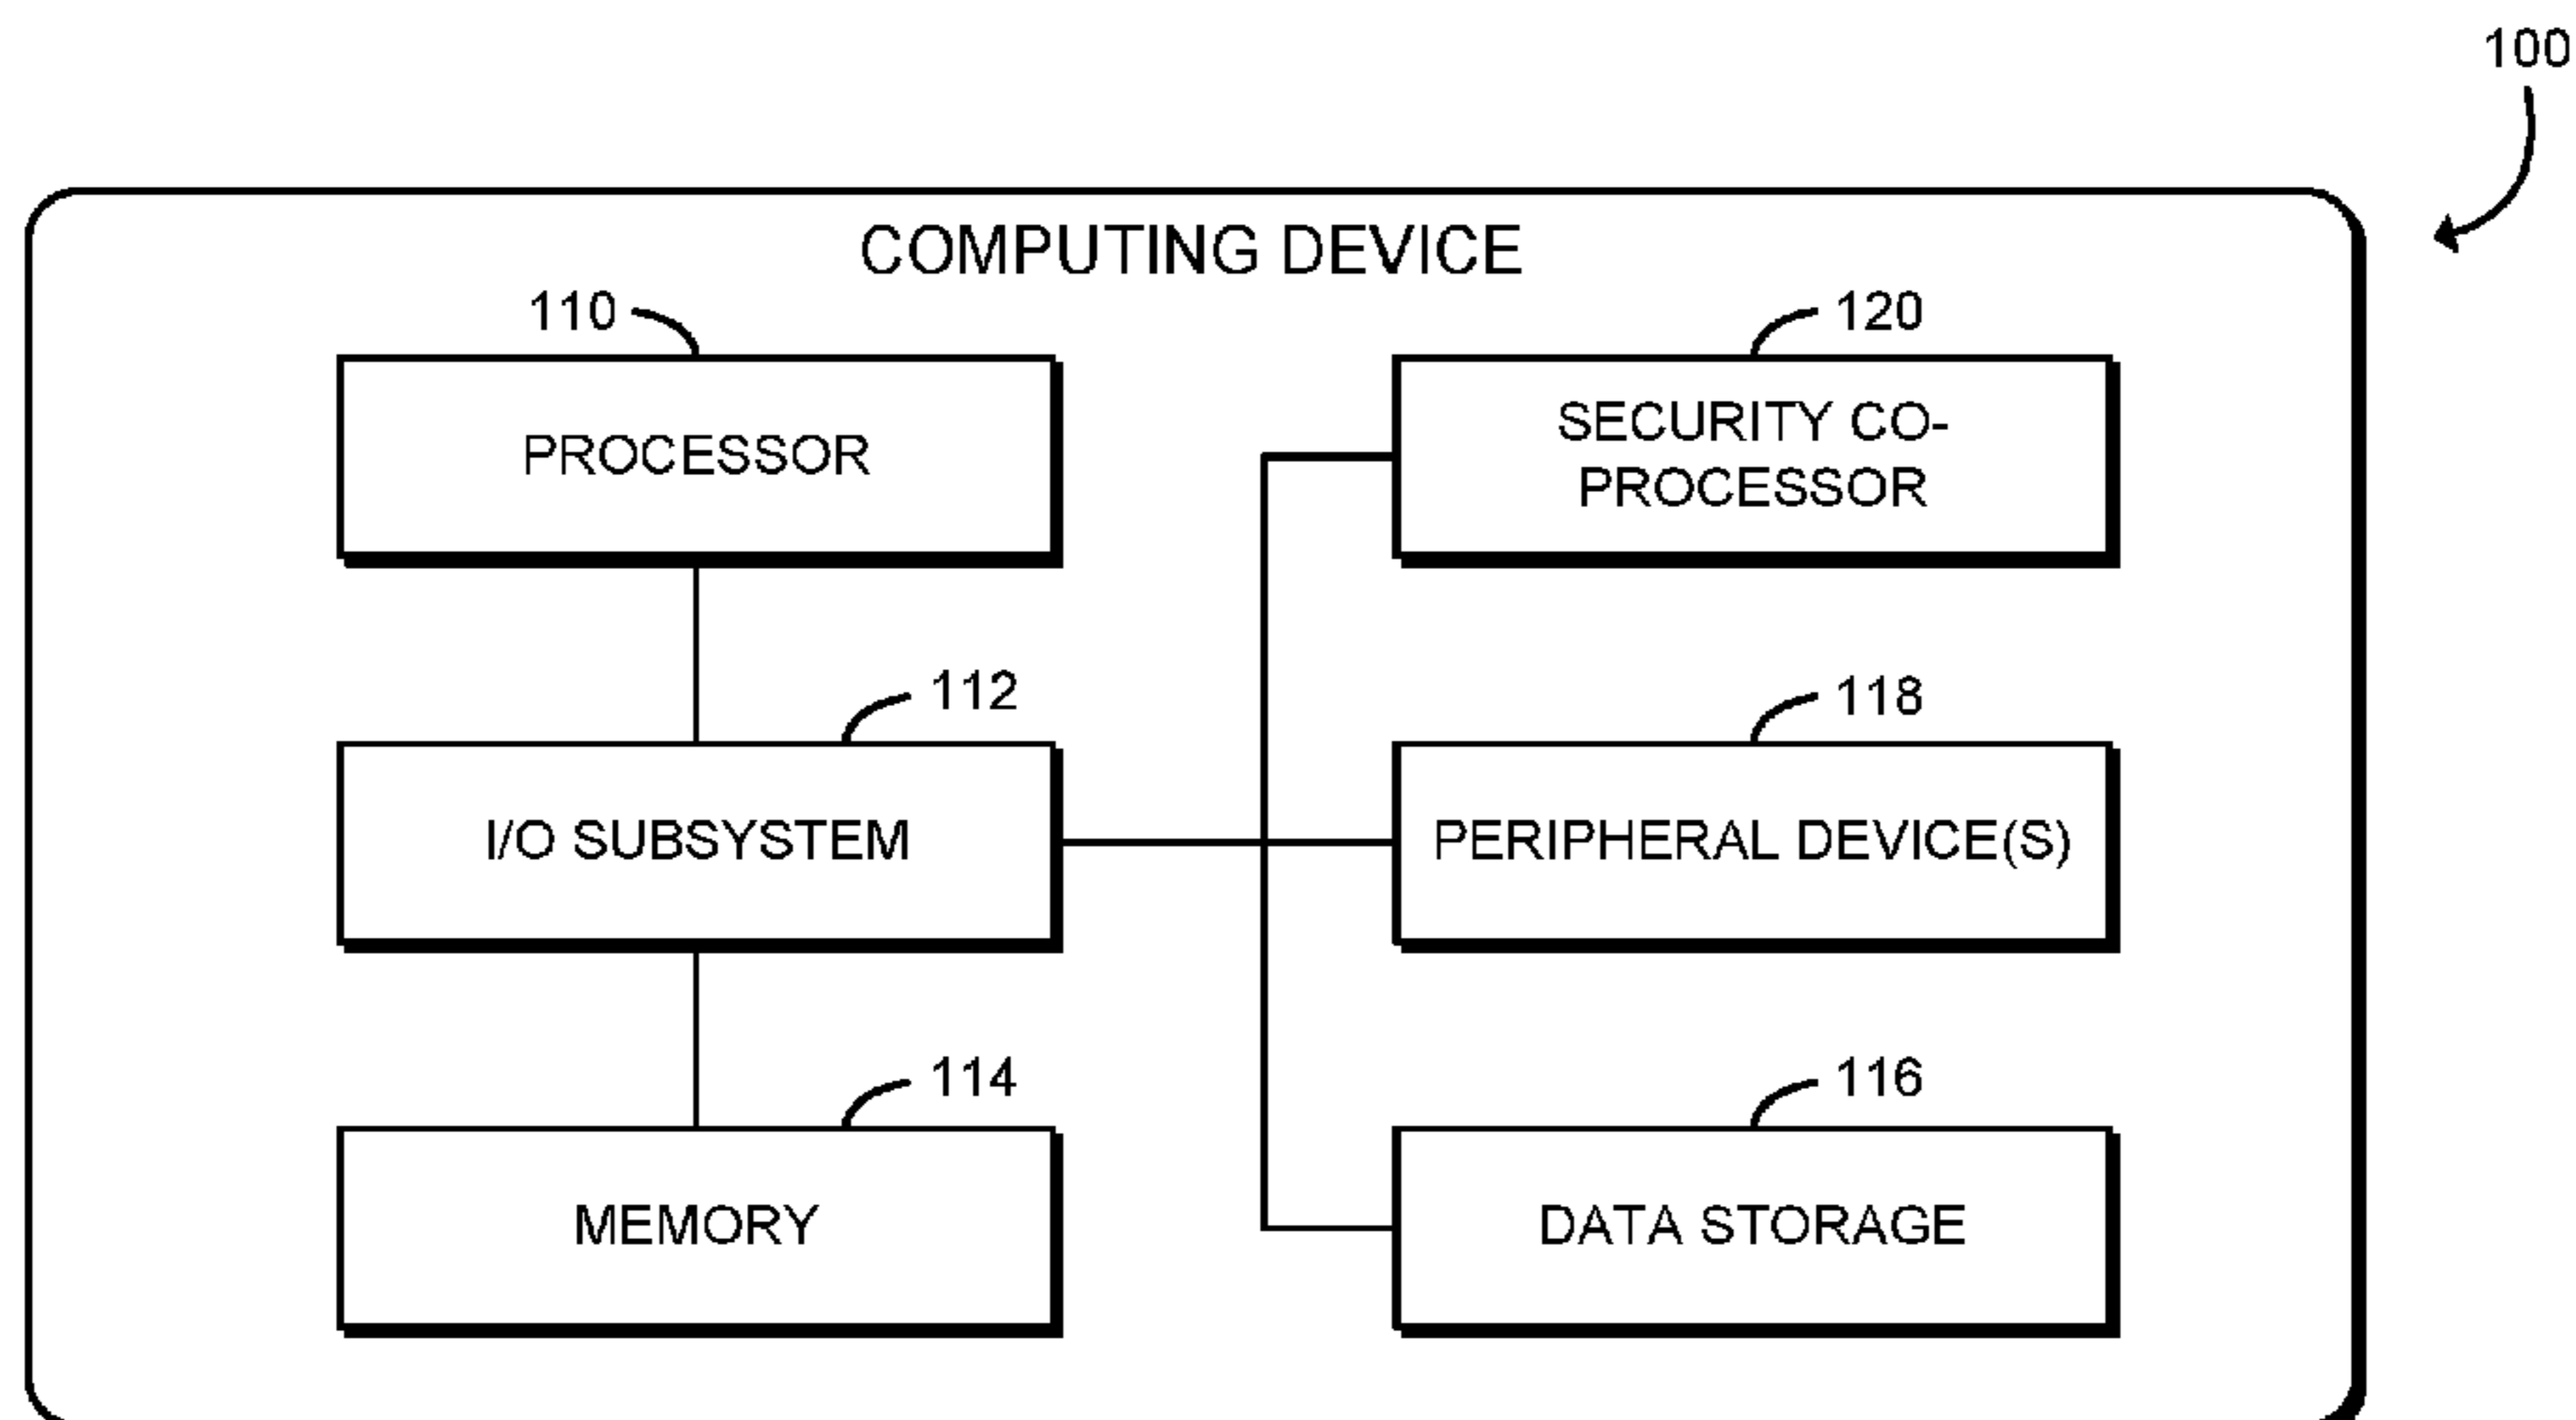 100
COMPUTING DEVICE
110
120
PROCESSOR
SECURITY CO-
PROCESSOR
112
118
I/O SUBSYSTEM
PERIPHERAL DEVICE(S)
114
116
MEMORY
DATA STORAGE